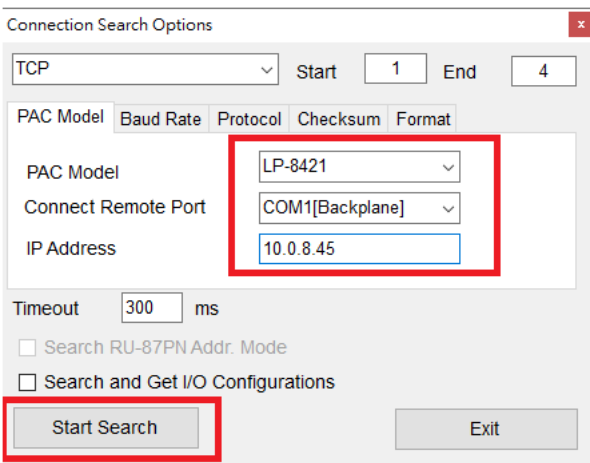 Connection Search Options x
TCP Start 1 End 4
PAC Model Baud Rate Protocol Checksum Format
PAC Model LP-8421
Connect Remote Port COM1[Backplane]
IP Address 10.0.8.45
Timeout 300 ms
Search RU-87PN Addr. Mode
Search and Get I/O Configurations
Start Search Exit